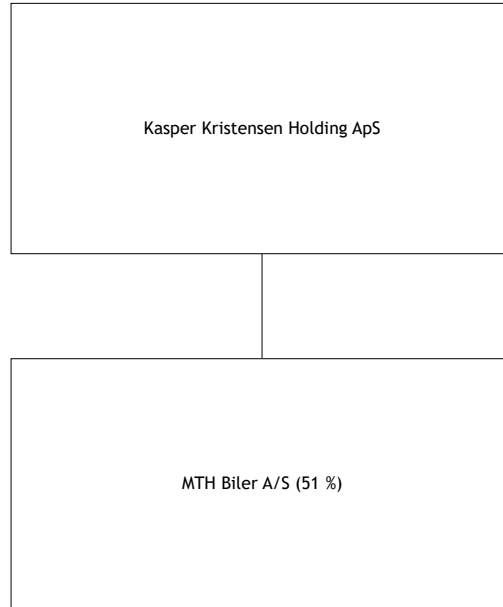 Kasper Kristensen Holding ApS
MTH Biler A/S (51 %)